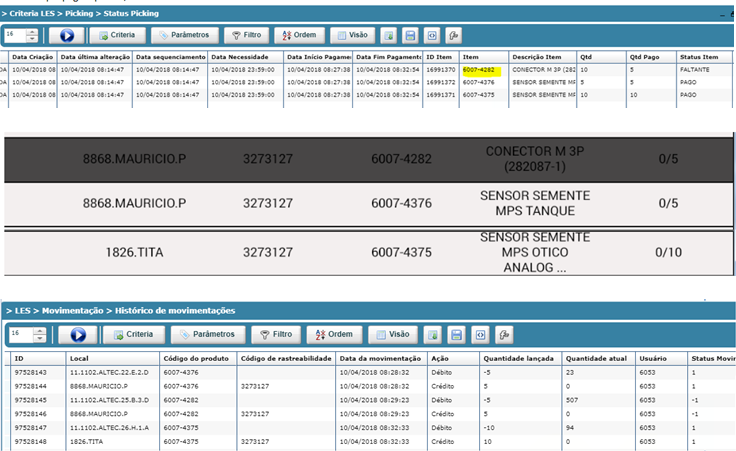 > Criteria LES > Picking > Status Picking
16 Criteria Parâmetros Filtro Ordem Visão
Data Criação Data última alteração Data sequenciamento Data Necessidade Data Início Pagamen Data Fim Pagamento ID Item Item Descrição Item Qtd Qtd Pago Status Item
DA 10/04/2018 08 10/04/2018 08:14:47 10/04/2018 08:14:47 10/04/2018 23:59:00 10/04/2018 08:27:38 10/04/2018 08:32:54 16991370 6007-4282 CONECTOR M 3P (282 10 5 FALTANTE
DA 10/04/2018 08 10/04/2018 08:14:47 10/04/2018 08:14:47 10/04/2018 23:59:00 10/04/2018 08:27:38 10/04/2018 08:32:54 16991372 6007-4376 SENSOR SEMENTE MP 5 5 PAGO
DA 10/04/2018 08 10/04/2018 08:14:47 10/04/2018 08:14:47 10/04/2018 23:59:00 10/04/2018 08:27:38 10/04/2018 08:32:54 16991371 6007-4375 SENSOR SEMENTE MP 10 10 PAGO
8868.MAURICIO.P 3273127 6007-4282 CONECTOR M 3P
(282087-1) 0/5
8868.MAURICIO.P 3273127 6007-4376 SENSOR SEMENTE
MPS TANQUE 0/5
1826.TITA 3273127 6007-4375 SENSOR SEMENTE
MPS OTICO
ANALOG ... 0/10
> LES > Movimentação > Histórico de movimentações
16 Criteria Parâmetros Filtro Ordem Visão
ID Local Código do produto Código de rastreabilidade Data da movimentação Ação Quantidade lançada Quantidade atual Usuário Status Movir
97528143 11.1102.ALTEC.22.E.2.D 6007-4376 10/04/2018 08:28:32 Débito -5 23 6053 1
97528144 8868.MAURICIO.P 6007-4376 3273127 10/04/2018 08:28:32 Crédito 5 0 6053 1
97528145 11.1102.ALTEC.25.B.3.D 6007-4282 10/04/2018 08:29:23 Débito -5 507 6053 -1
97528146 8868.MAURICIO.P 6007-4282 3273127 10/04/2018 08:29:23 Crédito 5 0 6053 -1
97528147 11.1102.ALTEC.26.H.1.A 6007-4375 10/04/2018 08:32:33 Débito -10 94 6053 1
97528148 1826.TITA 6007-4375 3273127 10/04/2018 08:32:33 Crédito 10 0 6053 1